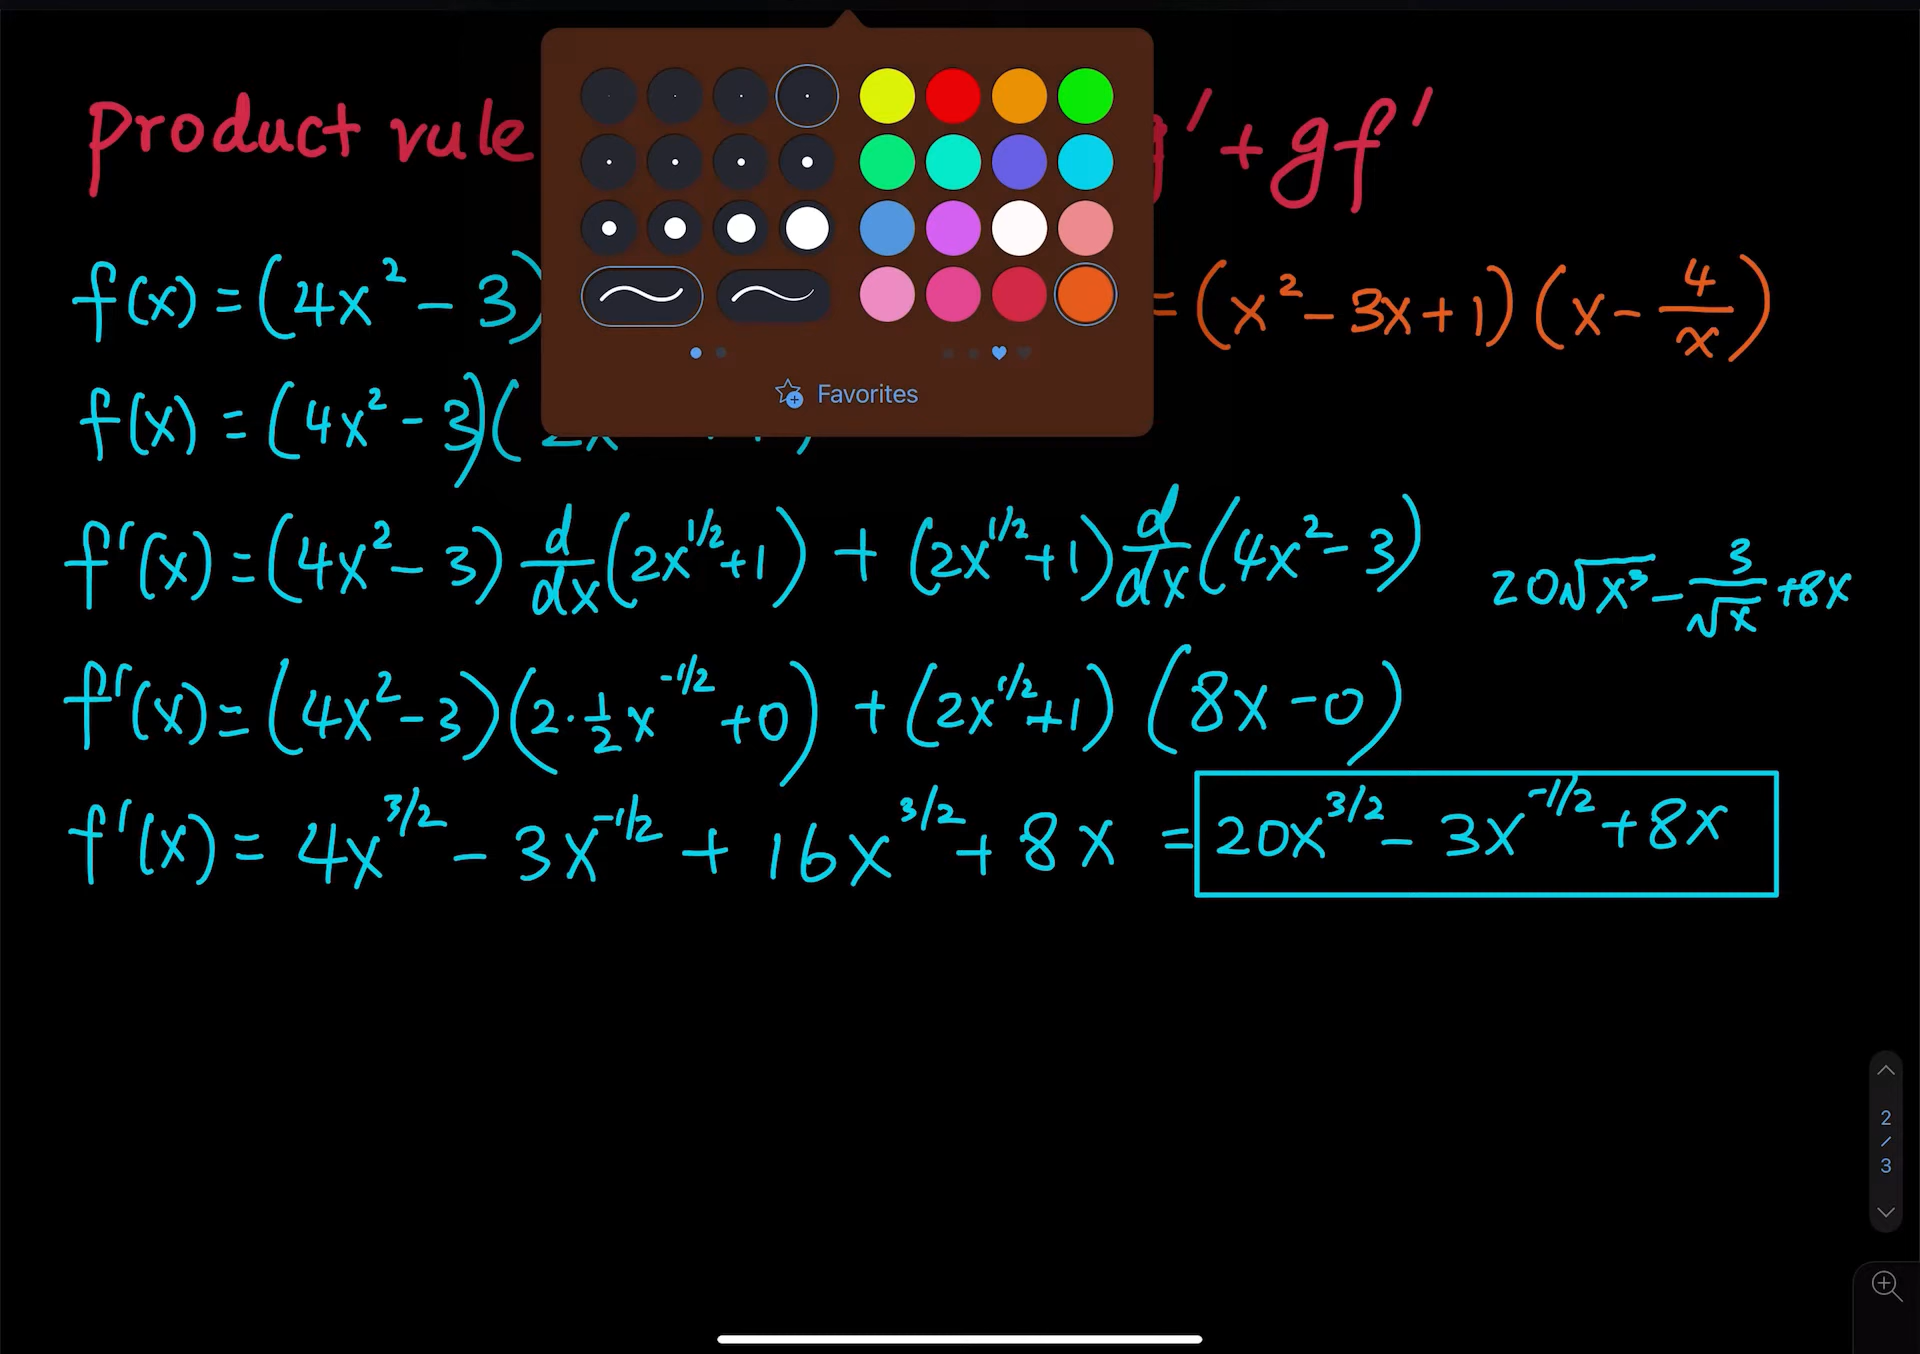 product rule g' + gf'
f(x) = (4x² - 3) = (x² - 3x + 1)(x - 4/x)
f(x) = (4x² - 3)(2x
Favorites
f'(x) = (4x² - 3) d/dx (2x^1/2 + 1) + (2x^1/2 + 1) d/dx (4x² - 3)
20√x³ - 3/√x + 8x
f'(x) = (4x² - 3)(2 · 1/2 x^-1/2 + 0) + (2x^1/2 + 1) (8x - 0)
f'(x) = 4x^3/2 - 3x^-1/2 + 16x^3/2 + 8x = 20x^3/2 - 3x^-1/2 + 8x
2 / 3